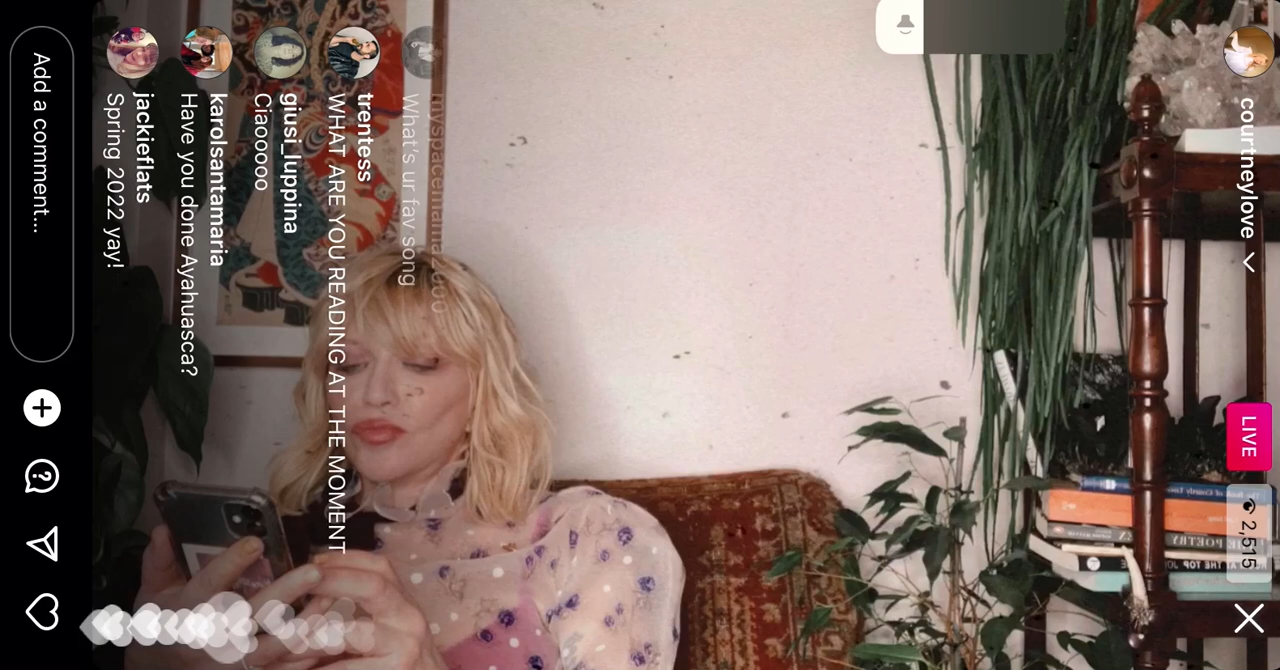 courtneylove
LIVE
2,515
myspacemama2000
What's ur fav song
trentess
WHAT ARE YOU READING AT THE MOMENT
giusi_luppina
Ciaooooo
karolsantamaria
Have you done Ayahuasca?
jackieflats
Spring 2022 yay!
Add a comment...